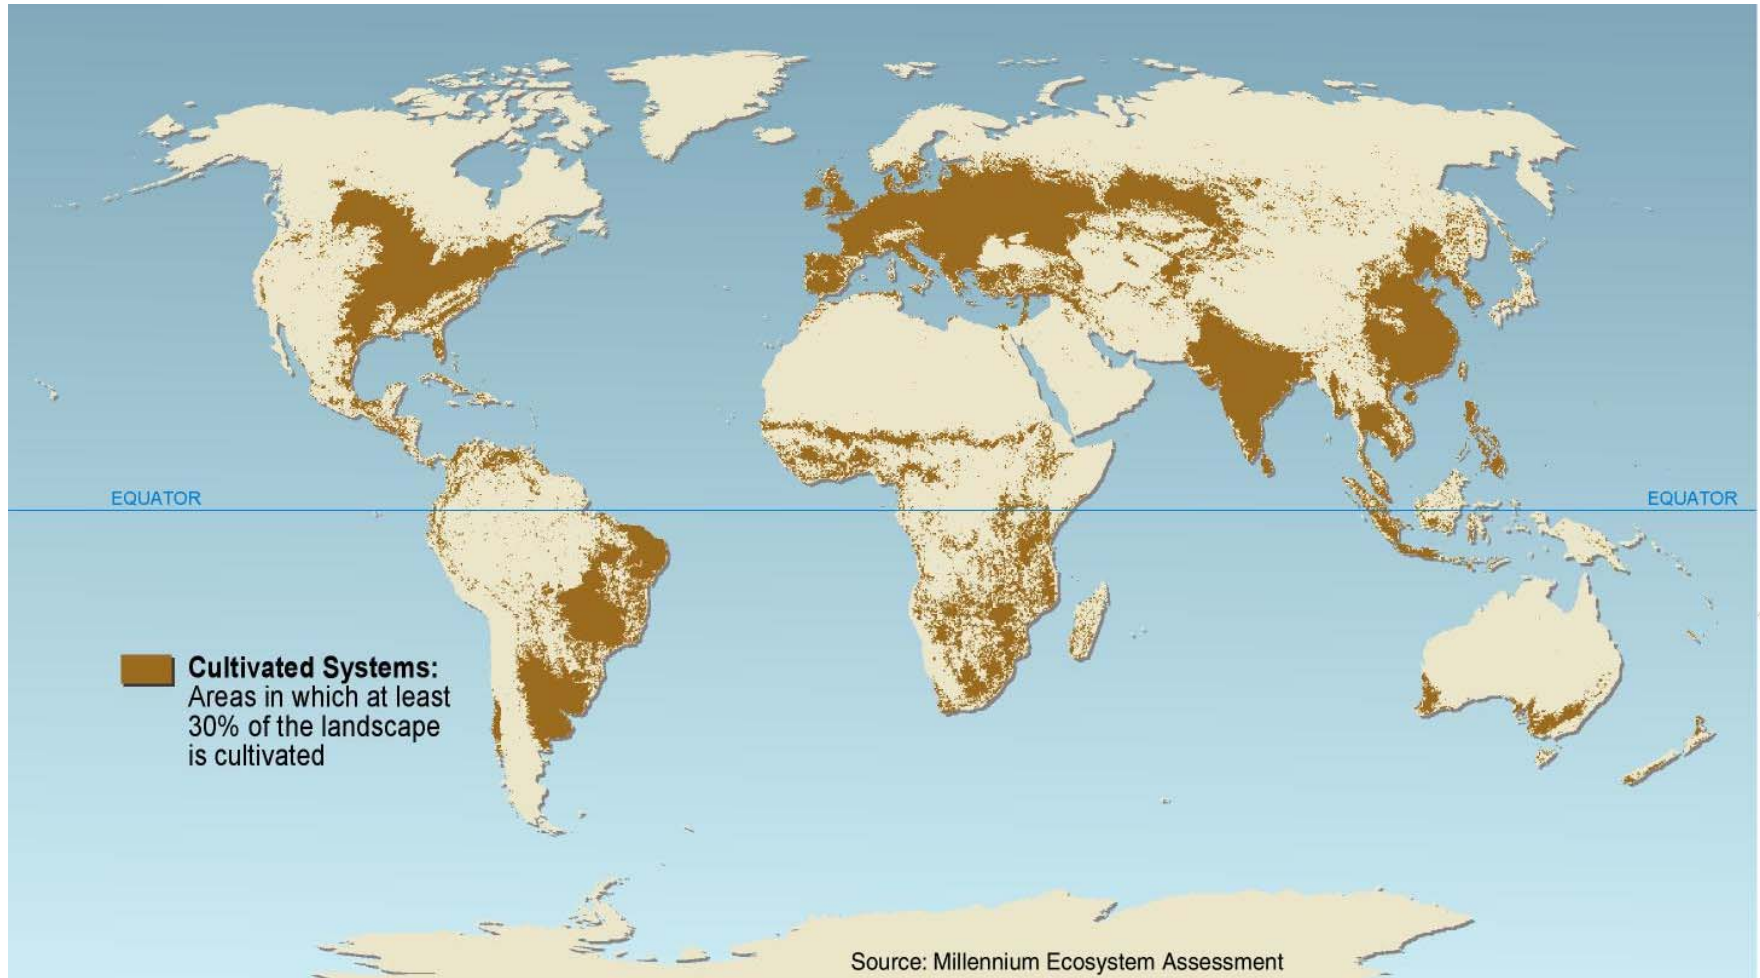 EQUATOR
EQUATOR
Cultivated Systems:
Areas in which at least
30% of the landscape
is cultivated
Source: Millennium Ecosystem Assessment